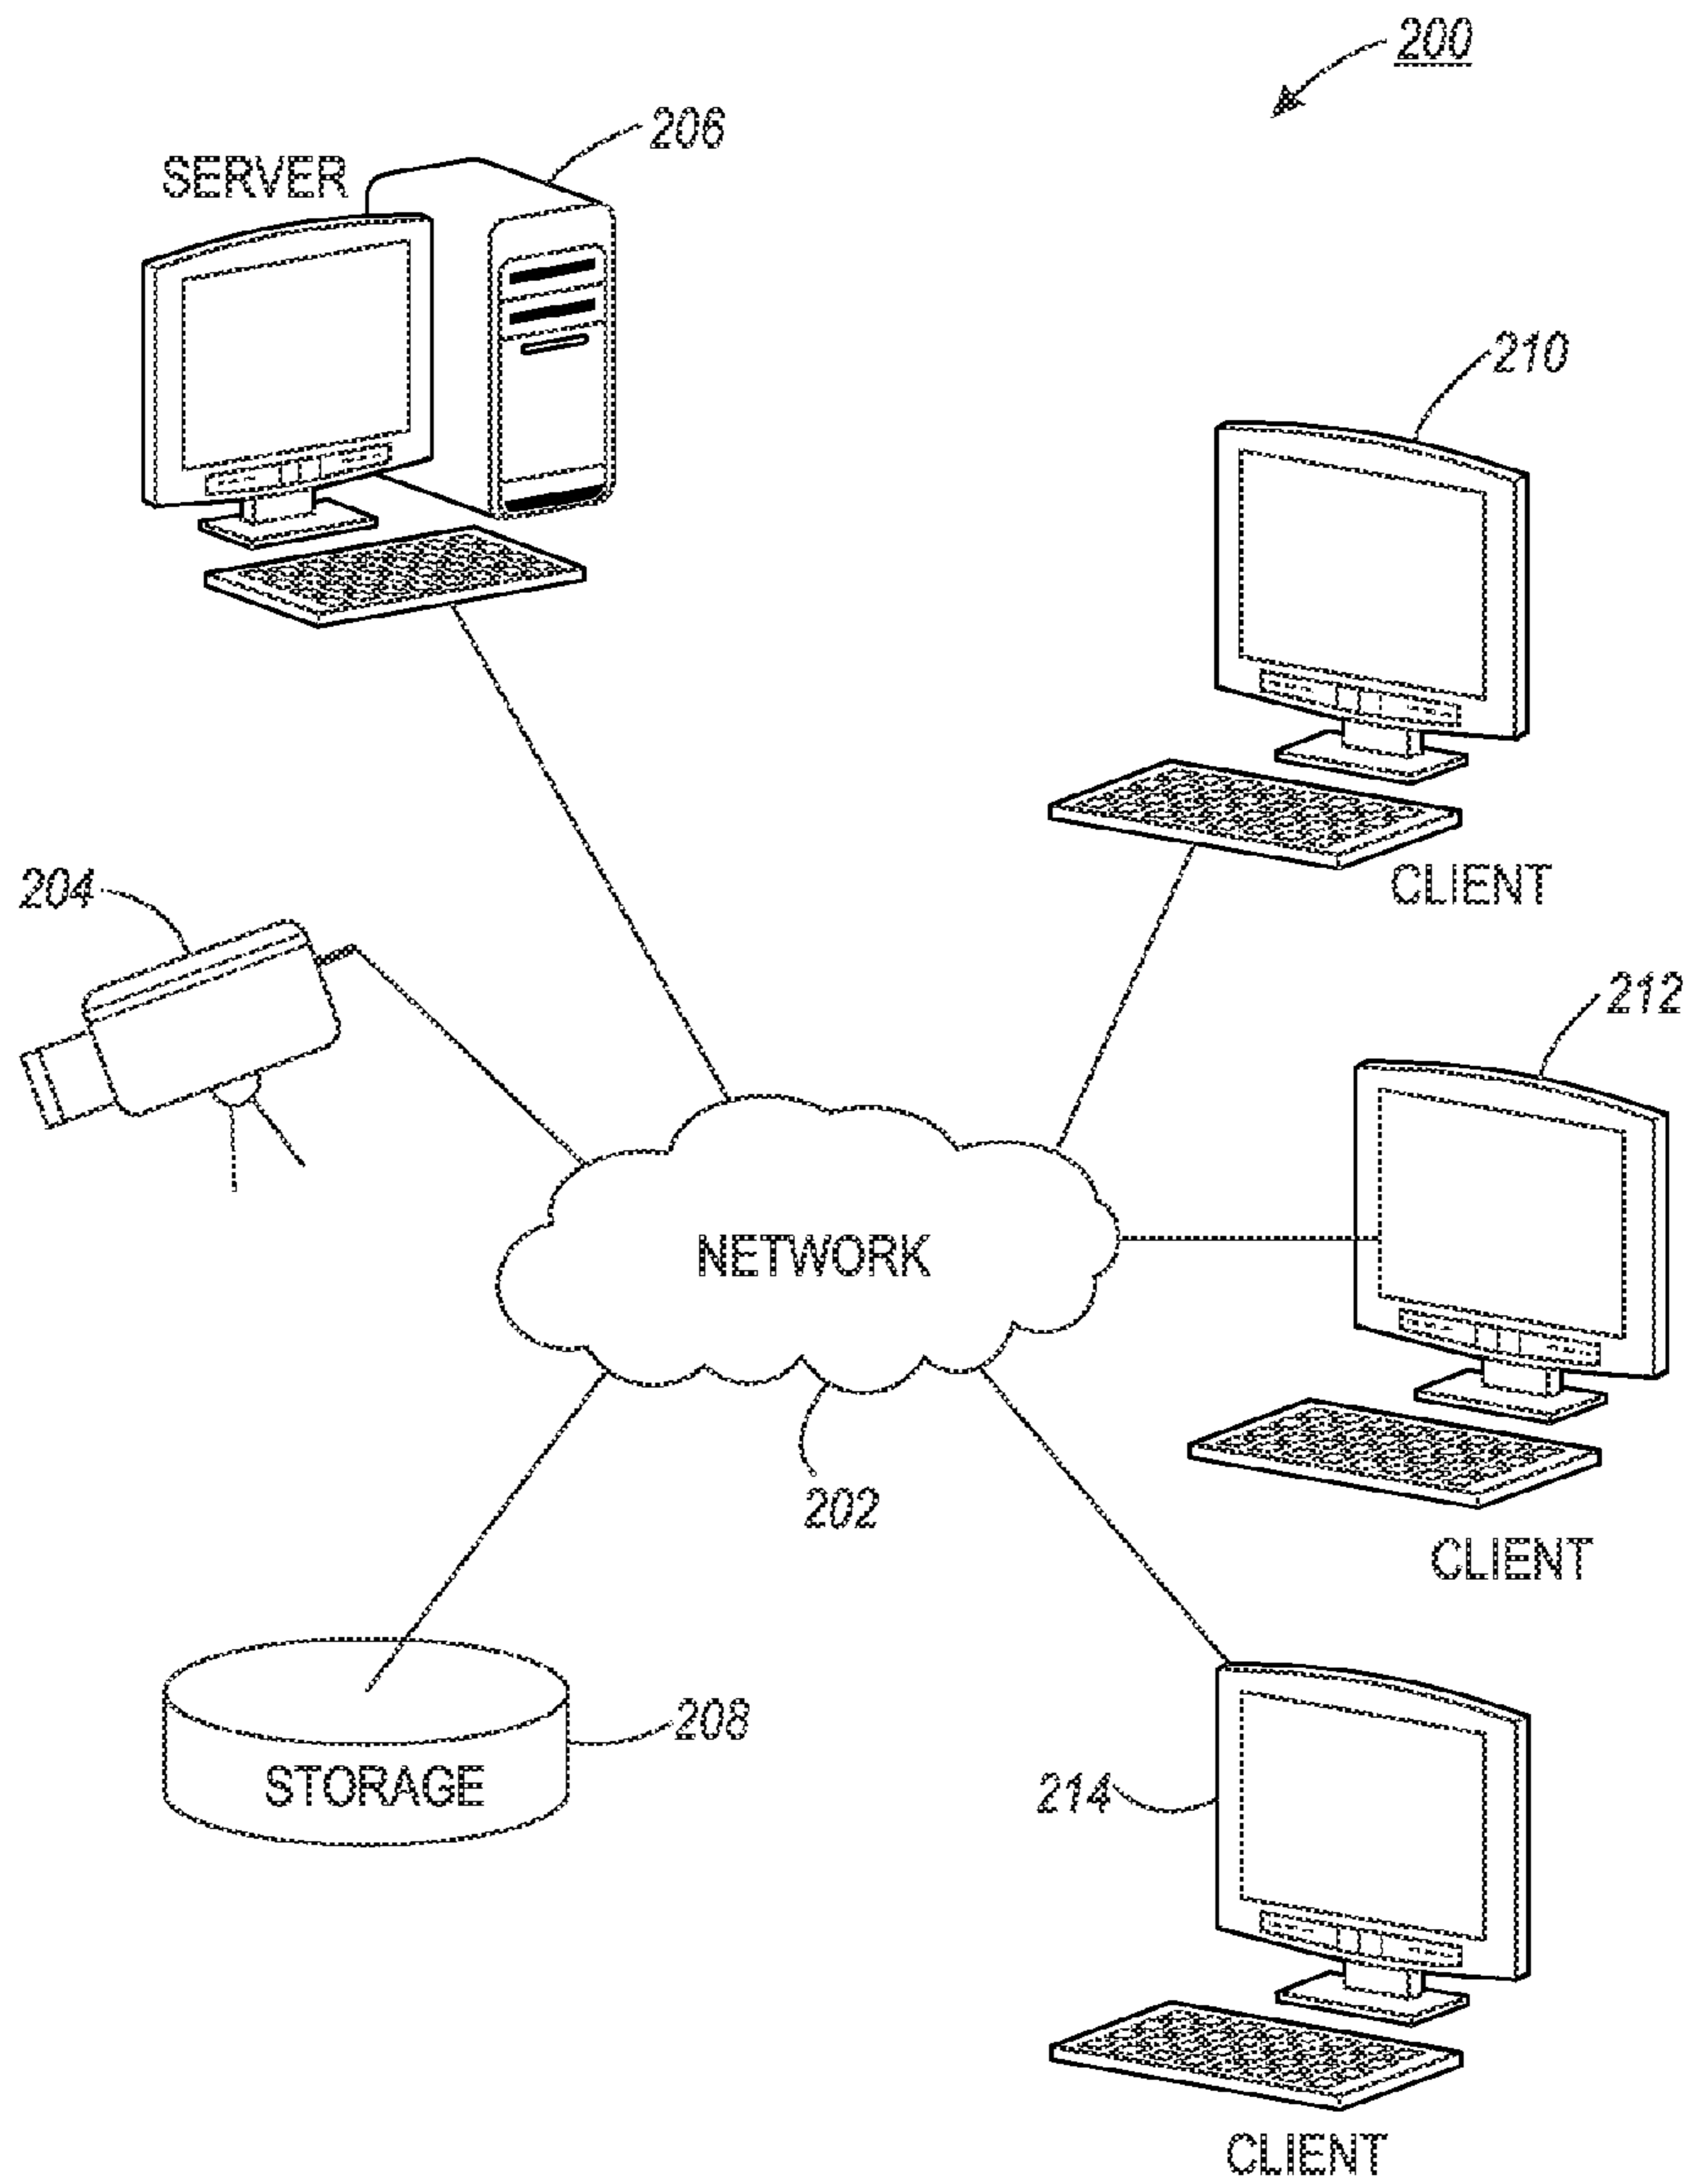 200
206
SERVER
210
CLIENT
204
212
NETWORK
202
CLIENT
208
STORAGE
214
CLIENT